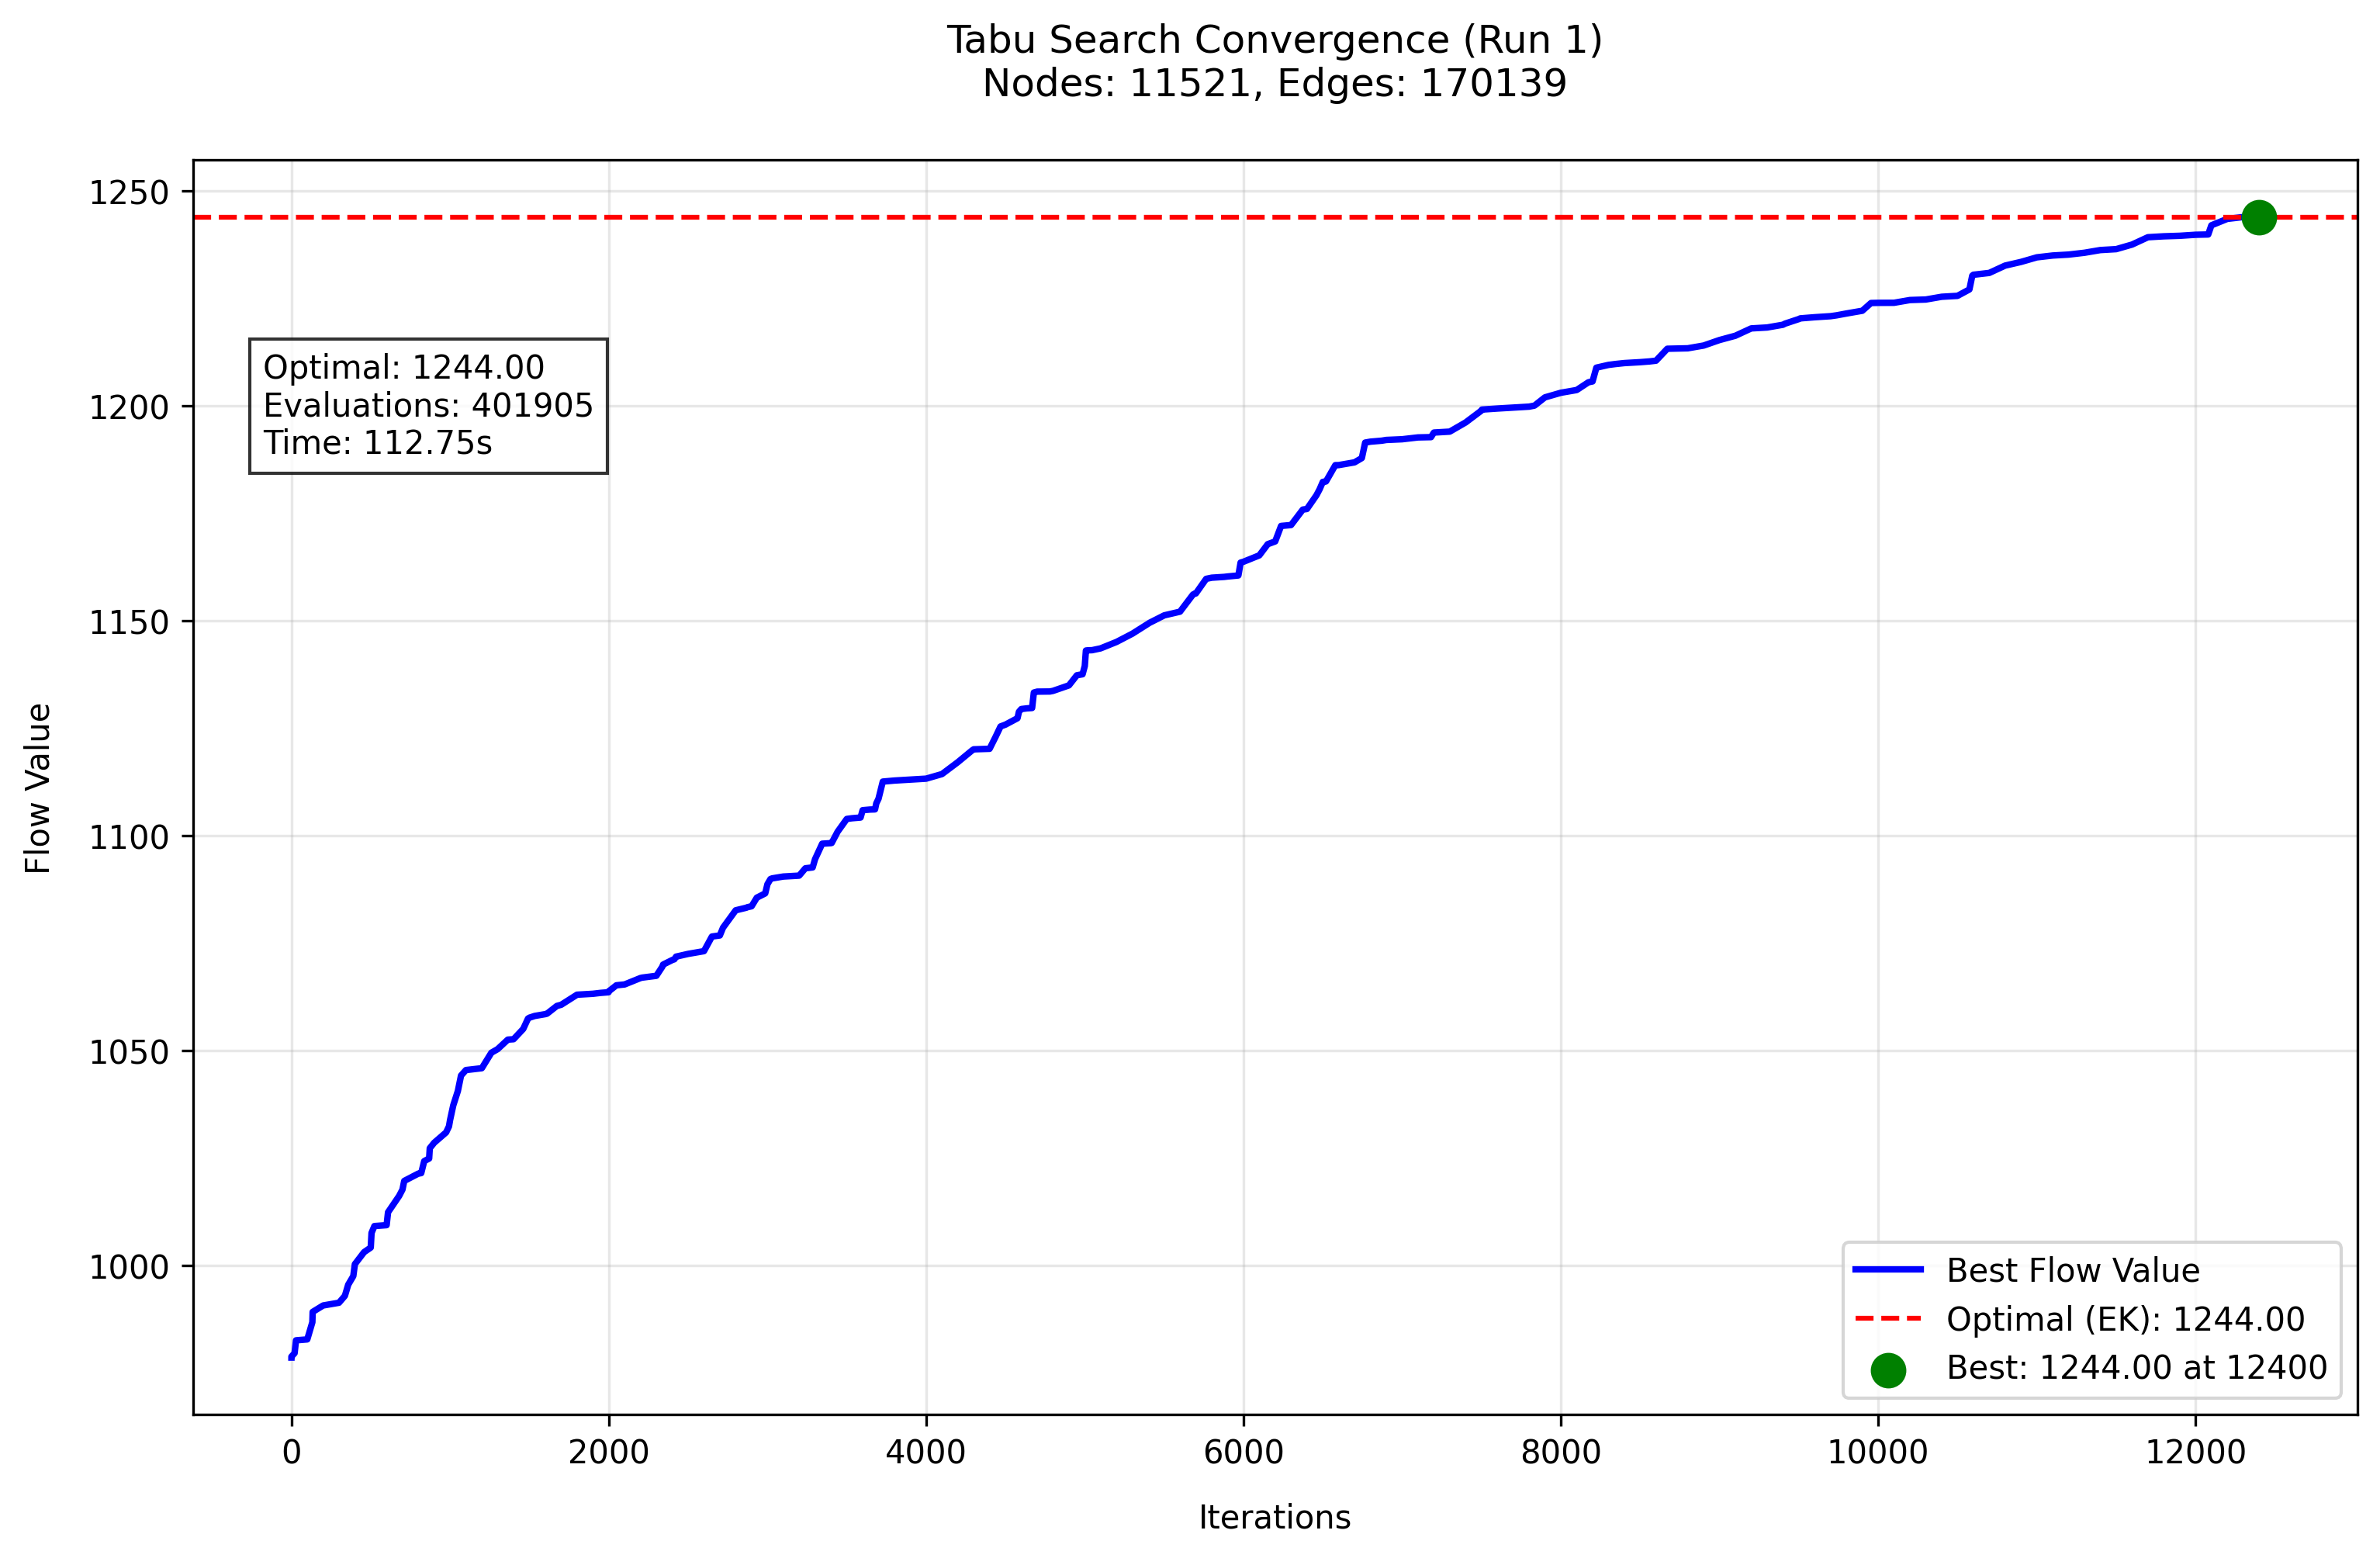 Tabu Search Convergence (Run 1)
Nodes: 11521, Edges: 170139
1250
1200
1150
1100
1050
1000
Flow Value
Optimal: 1244.00
Evaluations: 401905
Time: 112.75s
Best Flow Value
Optimal (EK): 1244.00
Best: 1244.00 at 12400
0 2000 4000 6000 8000 10000 12000
Iterations